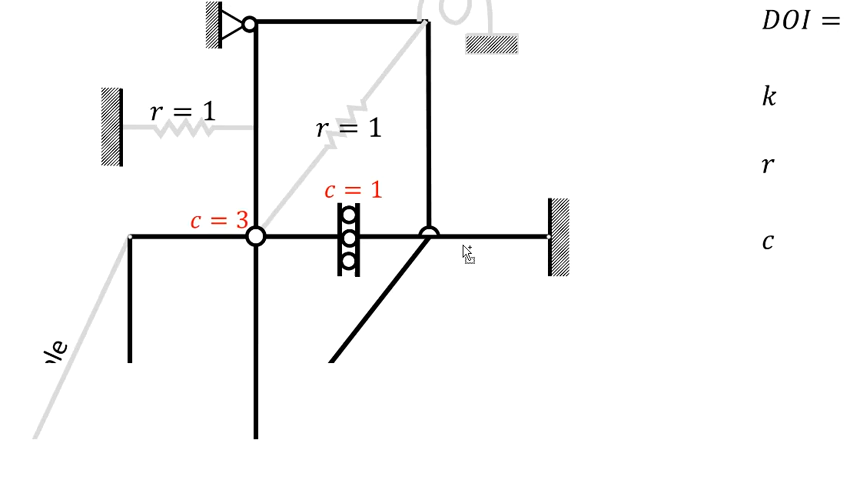 DOI =
r = 1
k
r = 1
r
c = 1
c = 3
c